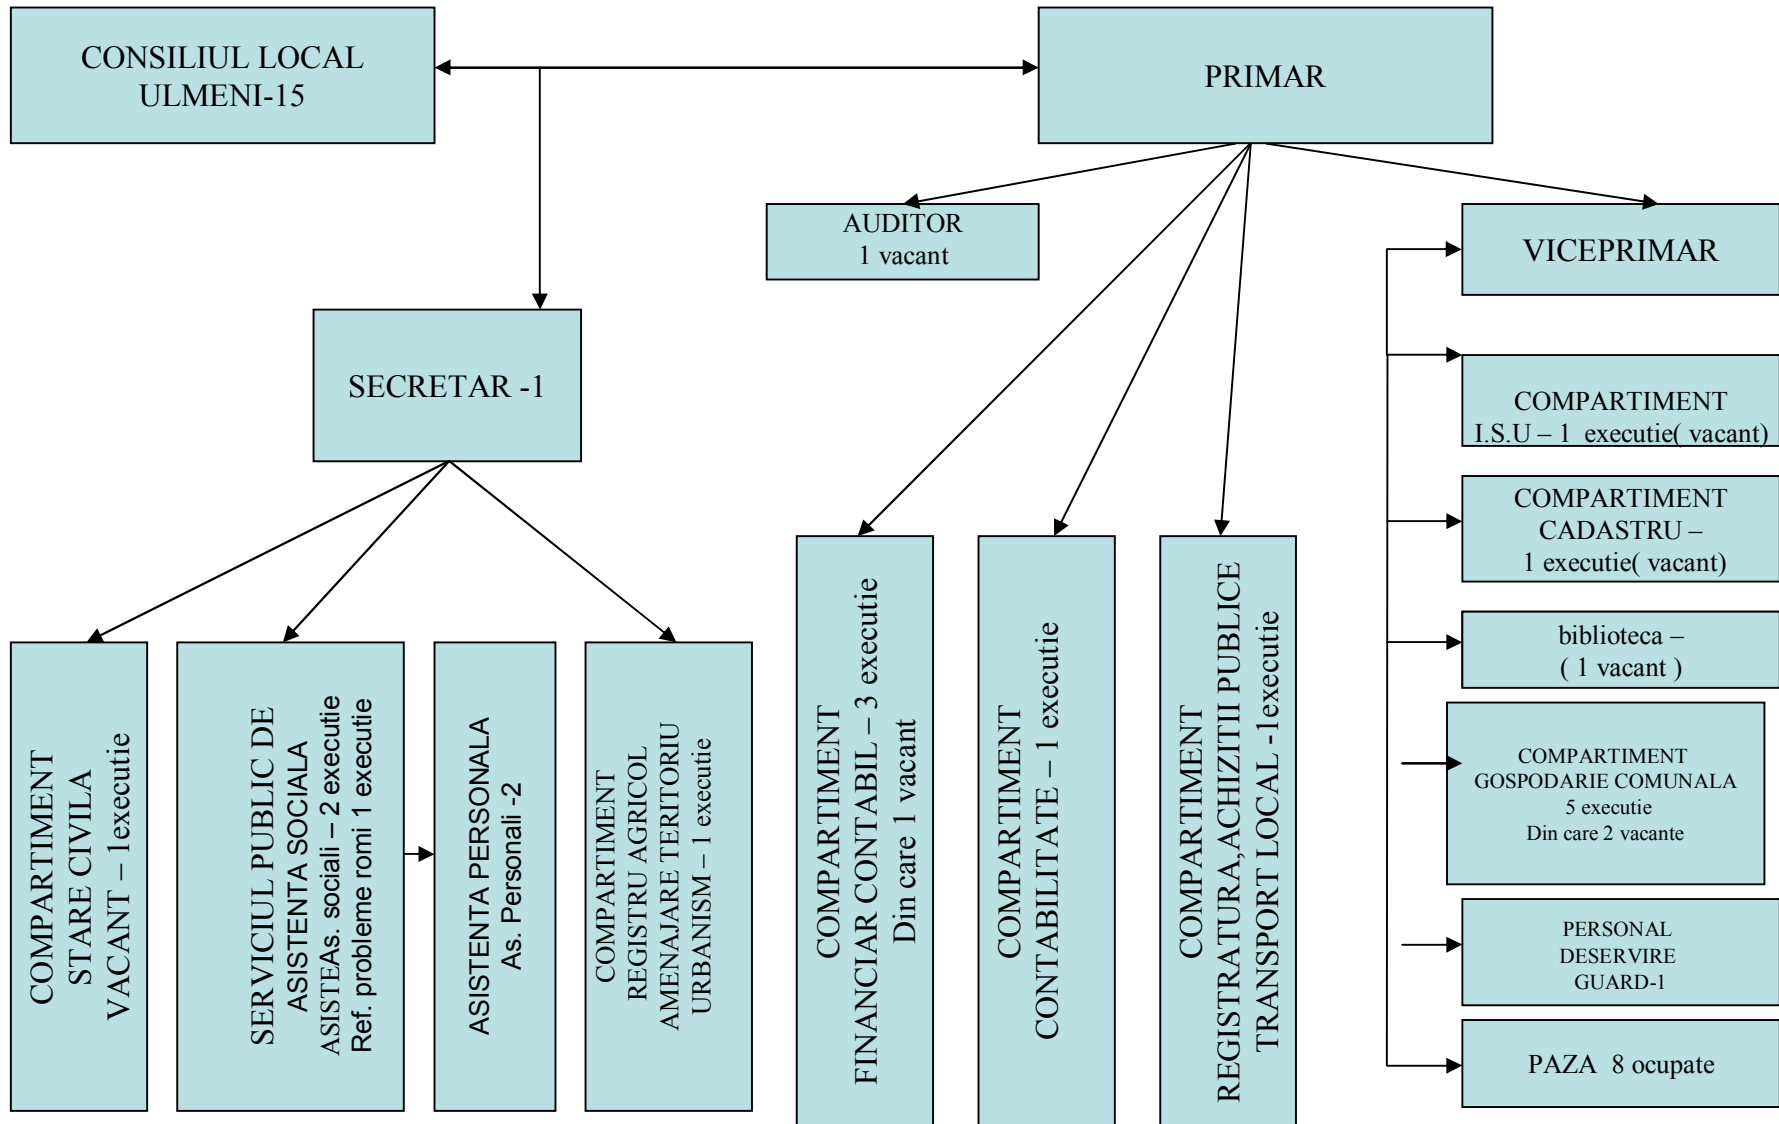 CONSILIUL LOCAL
ULMENI-15
PRIMAR
AUDITOR
1 vacant
VICEPRIMAR
SECRETAR -1
COMPARTIMENT
I.S.U – 1 executie( vacant)
COMPARTIMENT
CADASTRU –
1 executie( vacant)
biblioteca –
( 1 vacant )
COMPARTIMENT
GOSPODARIE COMUNALA
5 executie
Din care 2 vacante
PERSONAL
DESERVIRE
GUARD-1
PAZA 8 ocupate
COMPARTIMENT
STARE CIVILA
VACANT – 1executie
SERVICIUL PUBLIC DE
ASISTENTA SOCIALA
ASISTEAs. sociali – 2 executie
Ref. probleme romi 1 executie
ASISTENTA PERSONALA
As. Personali -2
COMPARTIMENT
REGISTRU AGRICOL
AMENAJARE TERITORIU
URBANISM – 1 executie
COMPARTIMENT
FINANCIAR CONTABIL – 3 executie
Din care 1 vacant
COMPARTIMENT
CONTABILITATE – 1 executie
COMPARTIMENT
REGISTRATURA,ACHIZITII PUBLICE
TRANSPORT LOCAL -1executie